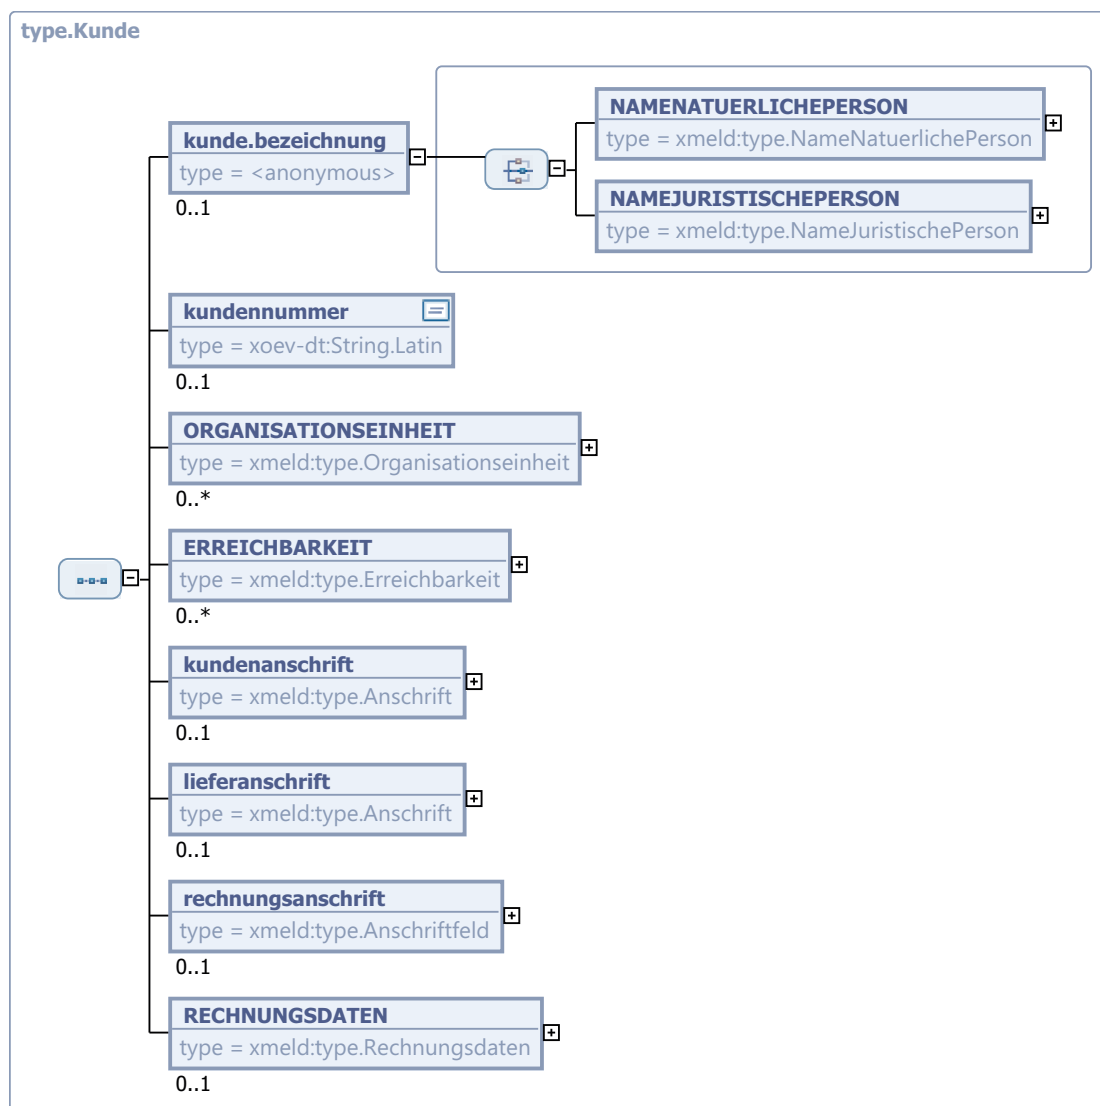 type.Kunde
kunde.bezeichnung
type = <anonymous>
0..1
NAMENATUERLICHEPERSON
type = xmeld:type.NameNatuerlichePerson
NAMEJURISTISCHEPERSON
type = xmeld:type.NameJuristischePerson
kundennummer
type = xoev-dt:String.Latin
0..1
ORGANISATIONSEINHEIT
type = xmeld:type.Organisationseinheit
0..*
ERREICHBARKEIT
type = xmeld:type.Erreichbarkeit
0..*
kundenanschrift
type = xmeld:type.Anschrift
0..1
lieferanschrift
type = xmeld:type.Anschrift
0..1
rechnungsanschrift
type = xmeld:type.Anschriftfeld
0..1
RECHNUNGSDATEN
type = xmeld:type.Rechnungsdaten
0..1